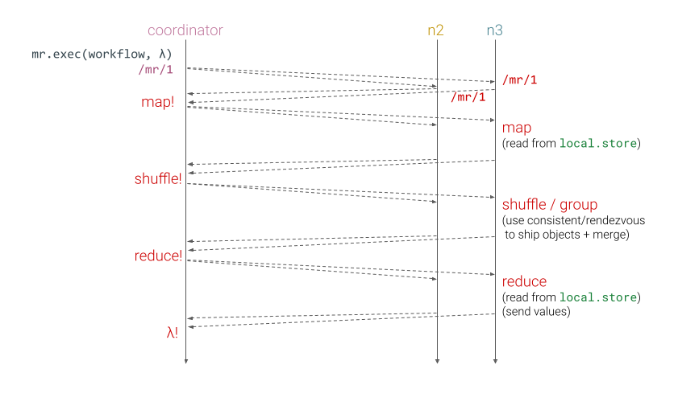 coordinator n2 n3
mr.exec(workflow, λ)
/mr/1
/mr/1
/mr/1
map!
map
(read from local.store)
shuffle!
shuffle / group
(use consistent/rendezvous
to ship objects + merge)
reduce!
reduce
(read from local.store)
(send values)
λ!